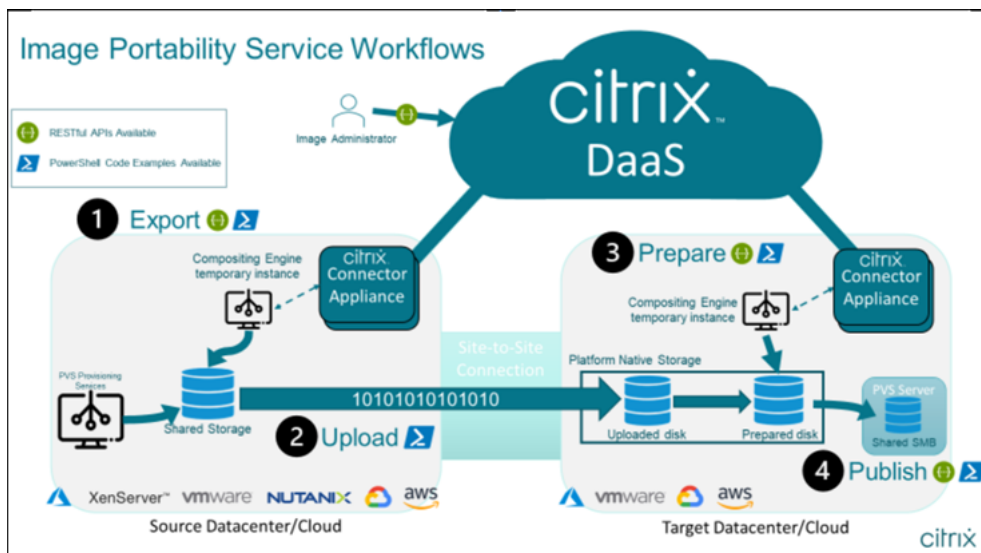 Image Portability Service Workflows
RESTful APIs Available
PowerShell Code Examples Available
Image Administrator
citrix™
DaaS
1 Export
Compositing Engine
temporary instance
citrix
Connector
Appliance
PVS Provisioning
Services
Shared Storage
10101010101010
2 Upload
Site-to-Site
Connection
XenServer™ vmware NUTANIX aws
Source Datacenter/Cloud
3 Prepare
Compositing Engine
temporary instance
citrix
Connector
Appliance
Platform Native Storage
Uploaded disk
Prepared disk
PVS Server
Shared SMB
4 Publish
vmware aws
Target Datacenter/Cloud
citrix